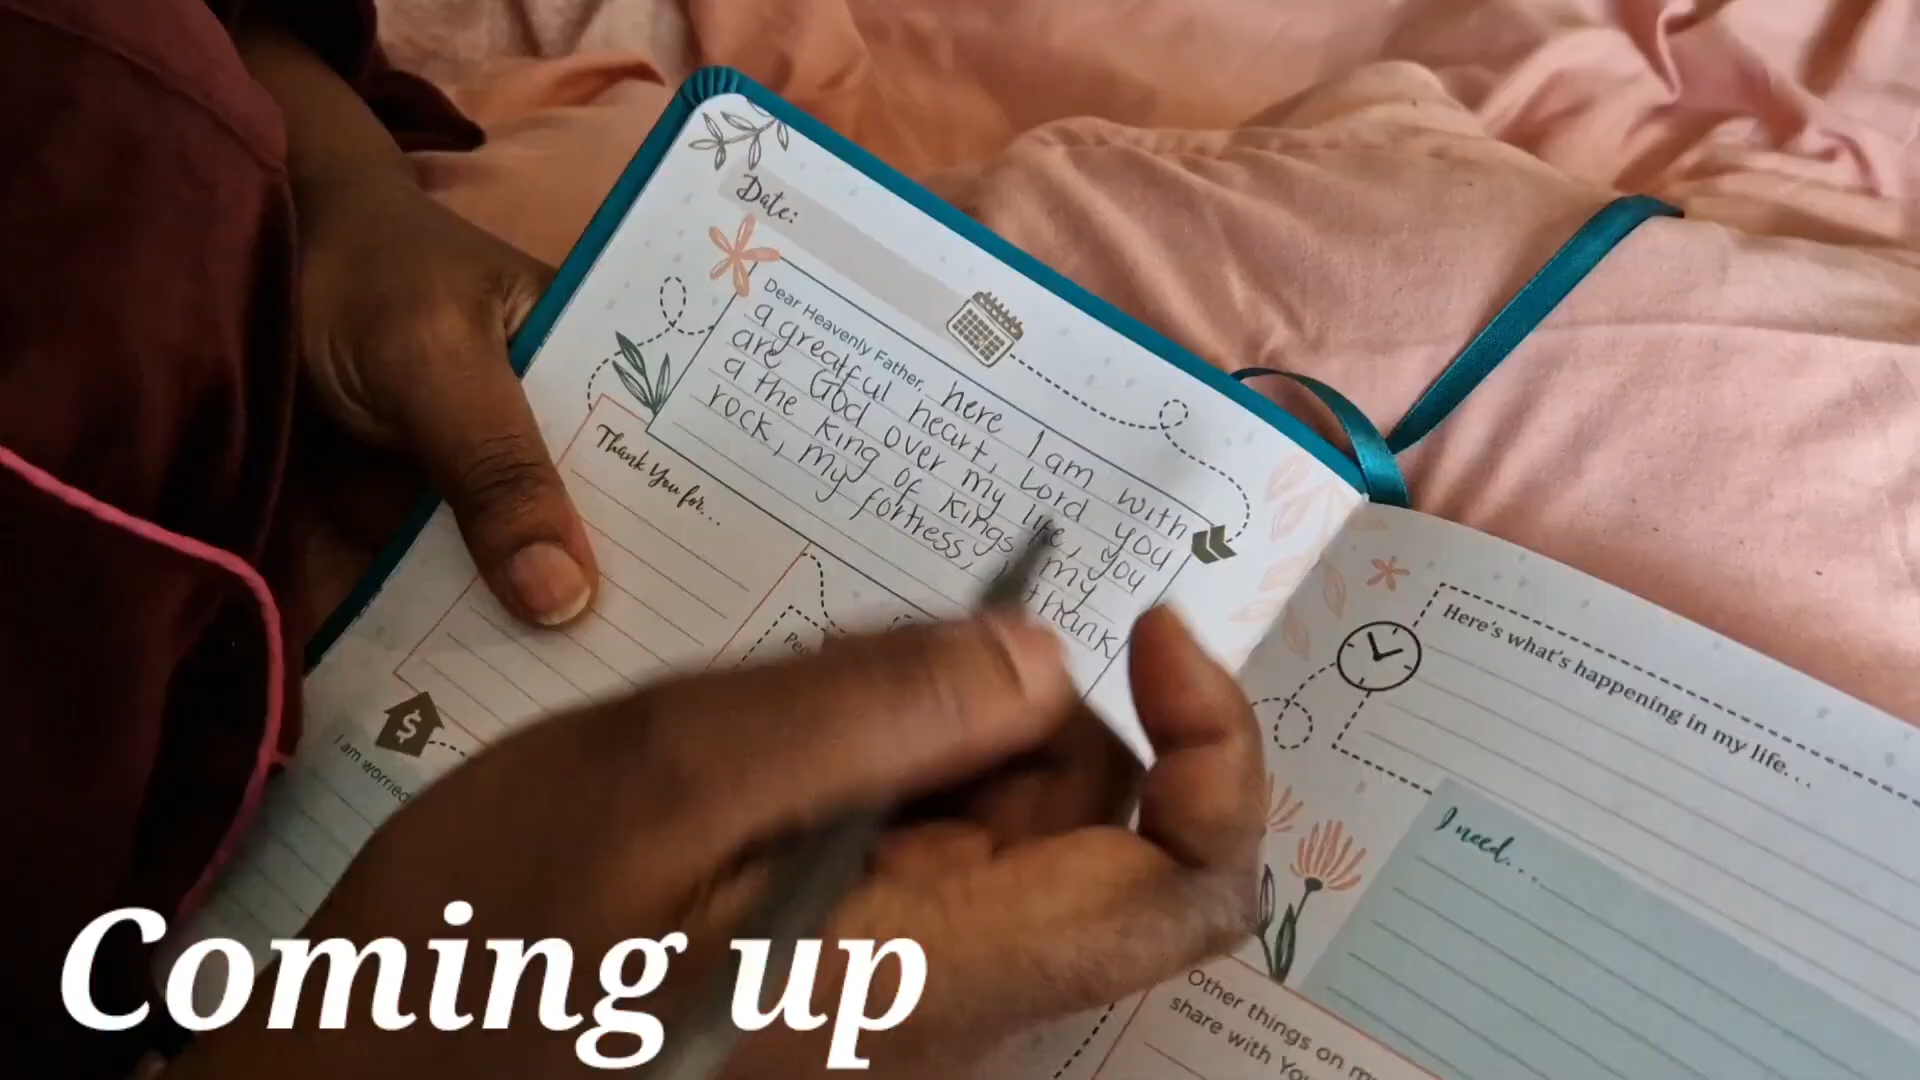 Date:
Dear Heavenly Father, here I am with
a greatful heart, Lord you
are God over my life, you
a the king of kings my
rock, my fortress, thank
Thank You for...
$
I am worried
Here's what's happening in my life...
I need...
Other things on my
share with You
Coming up